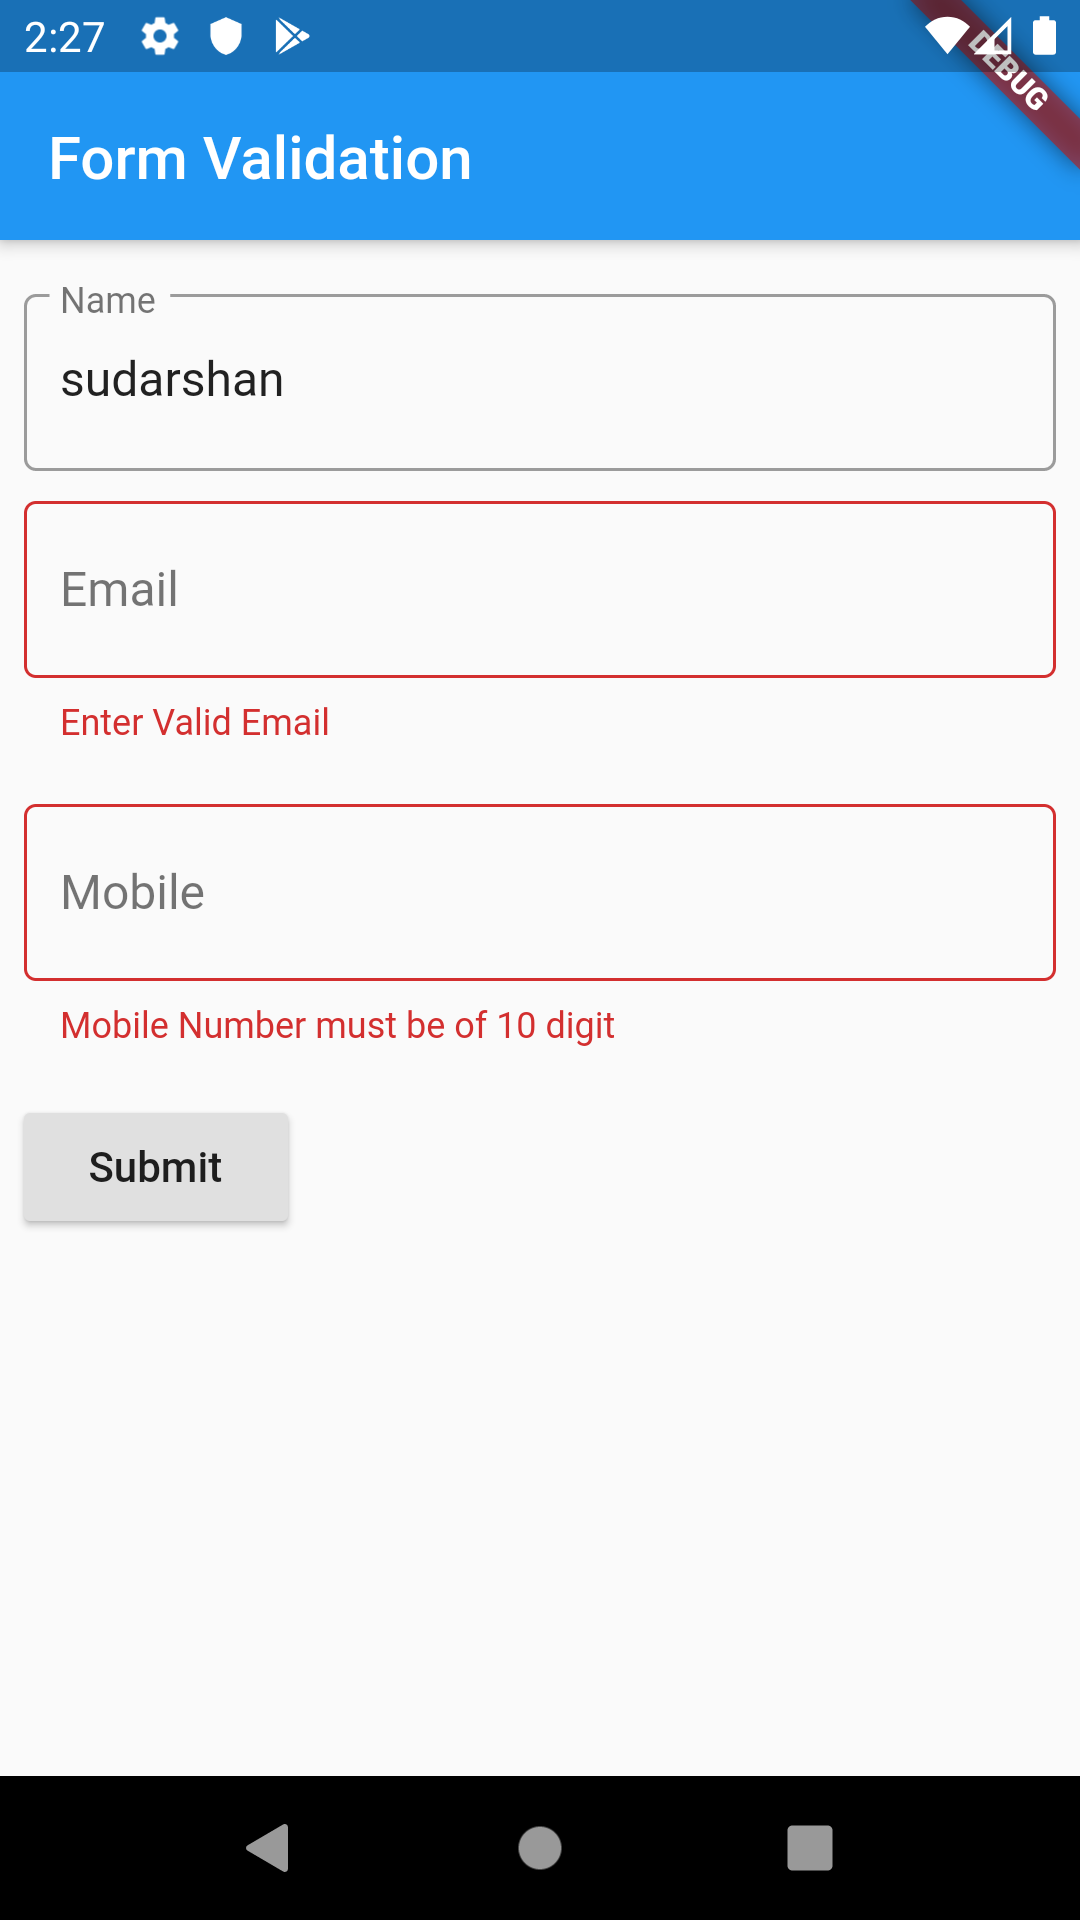 2:27
DEBUG
Form Validation
Name
sudarshan
Email
Enter Valid Email
Mobile
Mobile Number must be of 10 digit
Submit